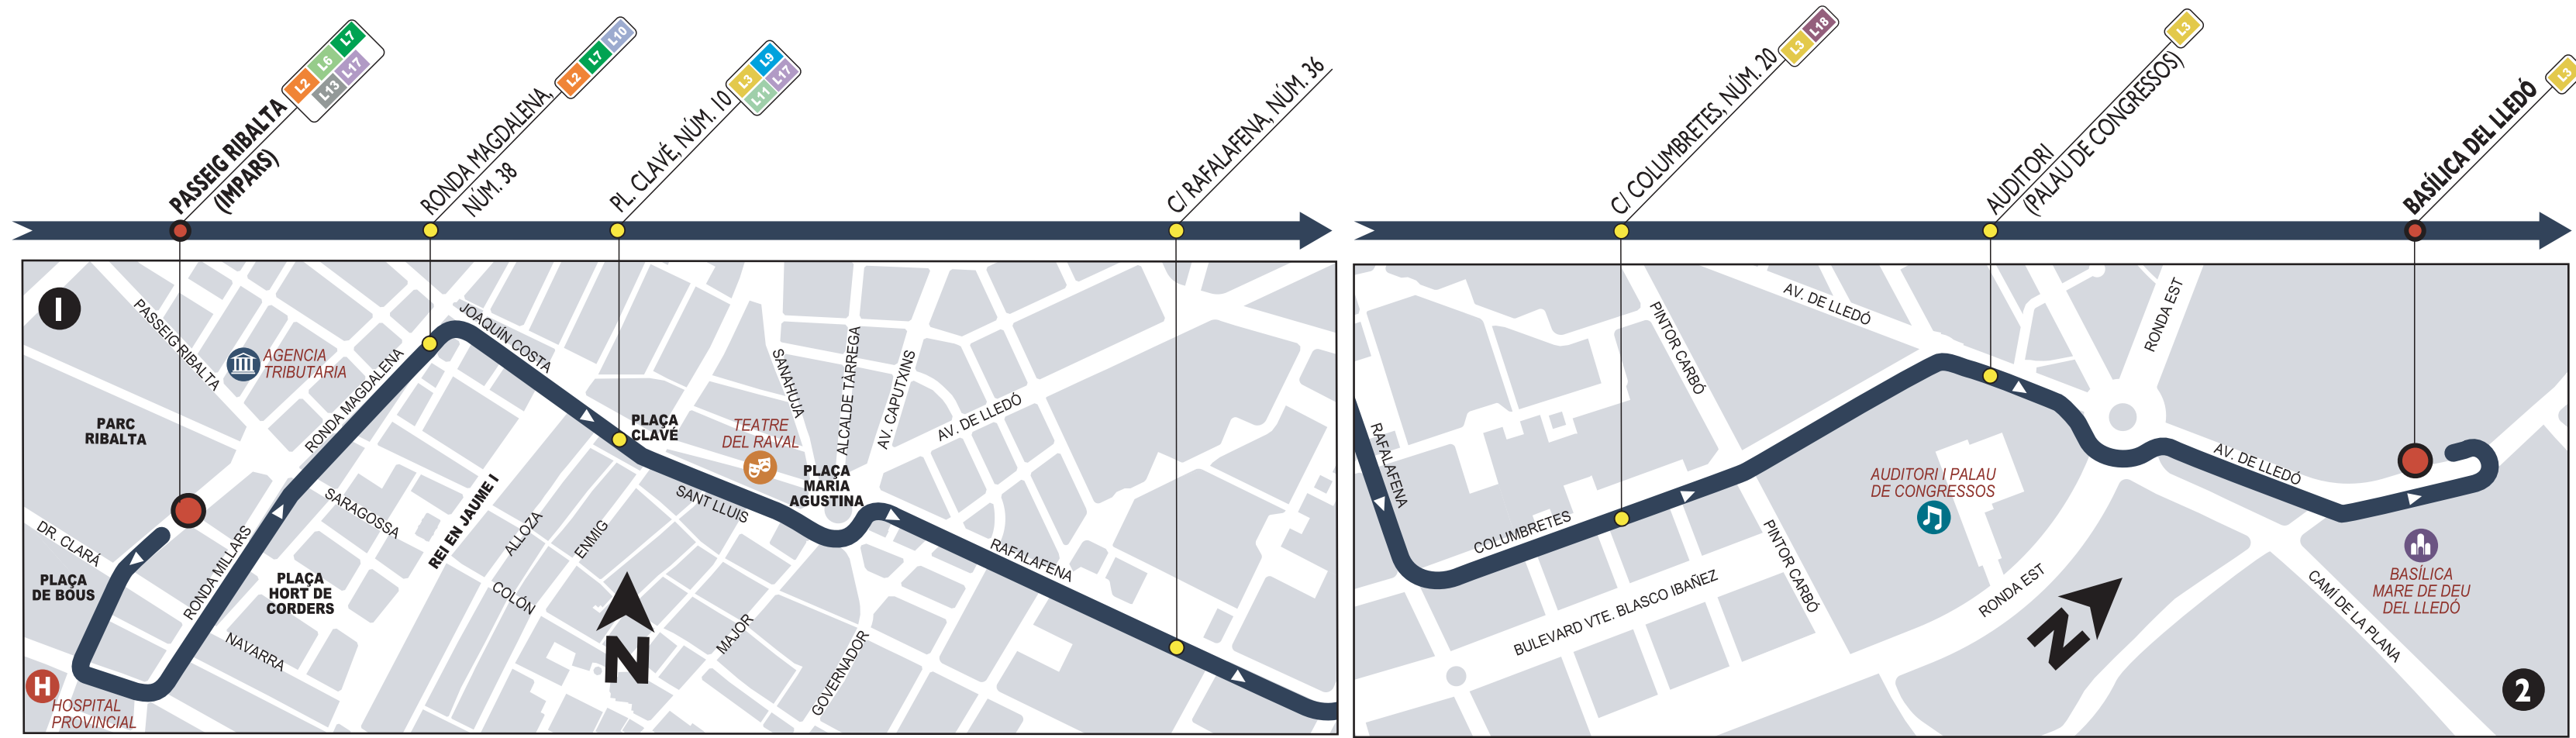 PASSEIG RIBALTA
(IMPARS)
L2 L6 L7
L13 L17
RONDA MAGDALENA,
NÚM. 38
L2 L7 L10
PL. CLAVÉ, NÚM. 10
L3 L9
L11 L17
C/ RAFALAFENA, NÚM. 36
C/ COLUMBRETES, NÚM. 20
L3 L18
AUDITORI
(PALAU DE CONGRESSOS)
L3
BASÍLICA DEL LLEDÓ
L3
1
PASSEIG RIBALTA
AGENCIA
TRIBUTARIA
PARC
RIBALTA
RONDA MAGDALENA
JOAQUÍN COSTA
PLAÇA
CLAVÉ
TEATRE
DEL RAVAL
SANAHUJA
ALCALDE TÀRREGA
AV. CAPUTXINS
AV. DE LLEDÓ
PLAÇA
MARIA
AGUSTINA
SANT LLUIS
RAFALAFENA
DR. CLARÁ
PLAÇA
DE BOUS
RONDA MILLARS
SARAGOSSA
REI EN JAUME I
PLAÇA
HORT DE
CORDERS
ALLOZA
ENMIG
COLÓN
NAVARRA
MAJOR
GOVERNADOR
N
H
HOSPITAL
PROVINCIAL
RAFALAFENA
PINTOR CARBÓ
AV. DE LLEDÓ
RONDA EST
COLUMBRETES
AUDITORI I PALAU
DE CONGRESSOS
AV. DE LLEDÓ
PINTOR CARBÓ
BULEVARD VTE. BLASCO IBAÑEZ
RONDA EST
N
CAMÍ DE LA PLANA
BASÍLICA
MARE DE DEU
DEL LLEDÓ
2